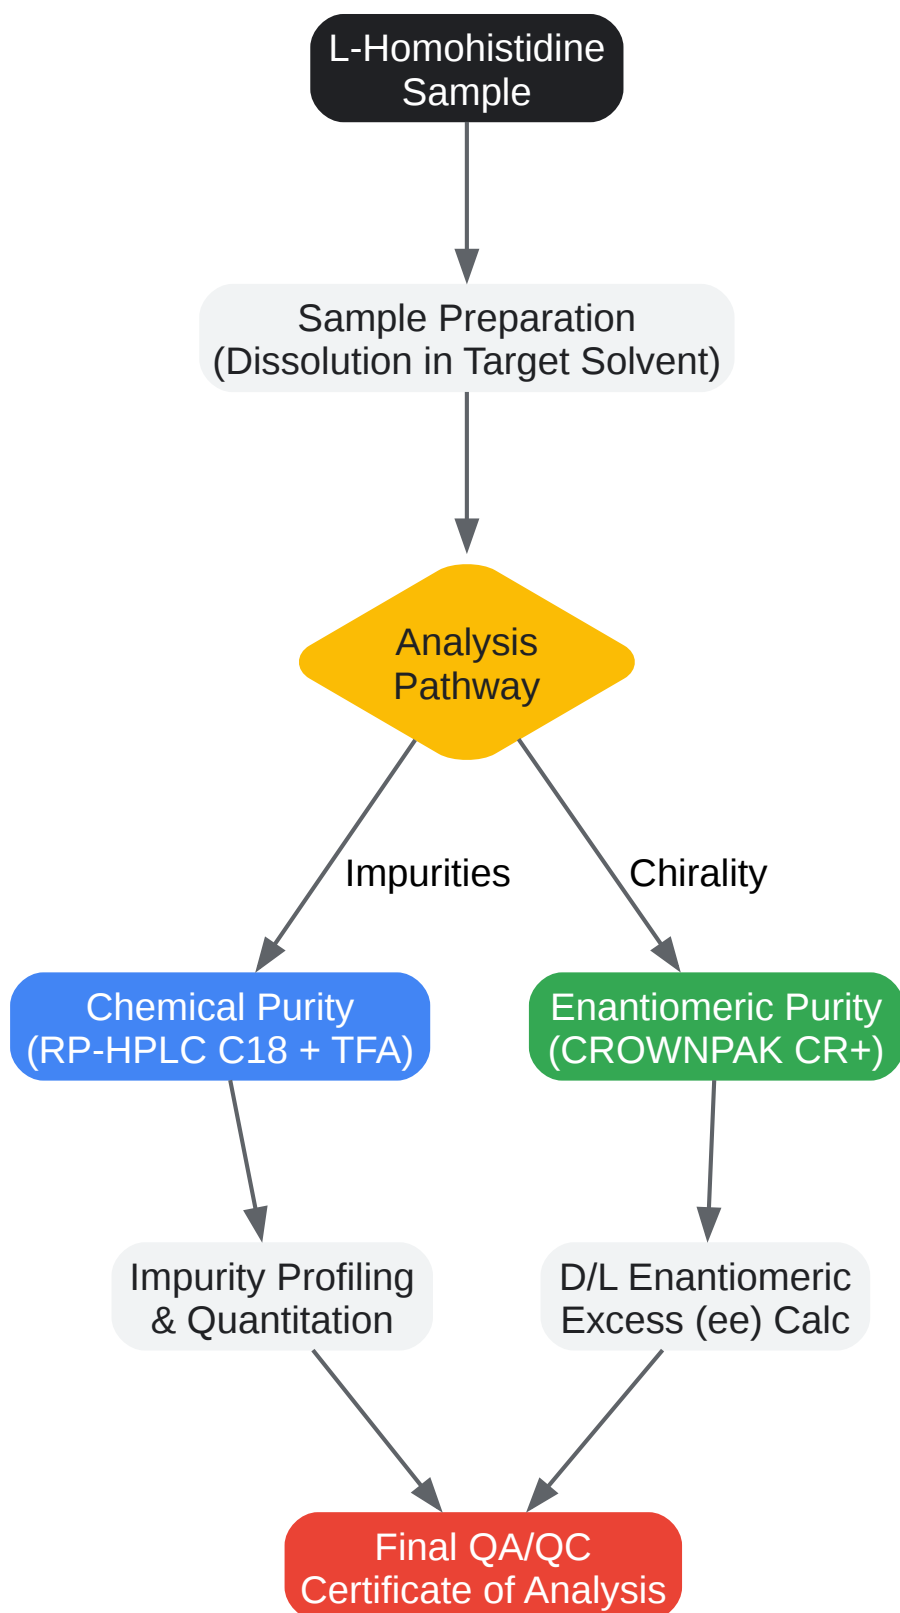 L-Homohistidine
Sample
Sample Preparation
(Dissolution in Target Solvent)
Analysis
Pathway
Impurities
Chirality
Chemical Purity
(RP-HPLC C18 + TFA)
Enantiomeric Purity
(CROWNPAK CR+)
Impurity Profiling
& Quantitation
D/L Enantiomeric
Excess (ee) Calc
Final QA/QC
Certificate of Analysis